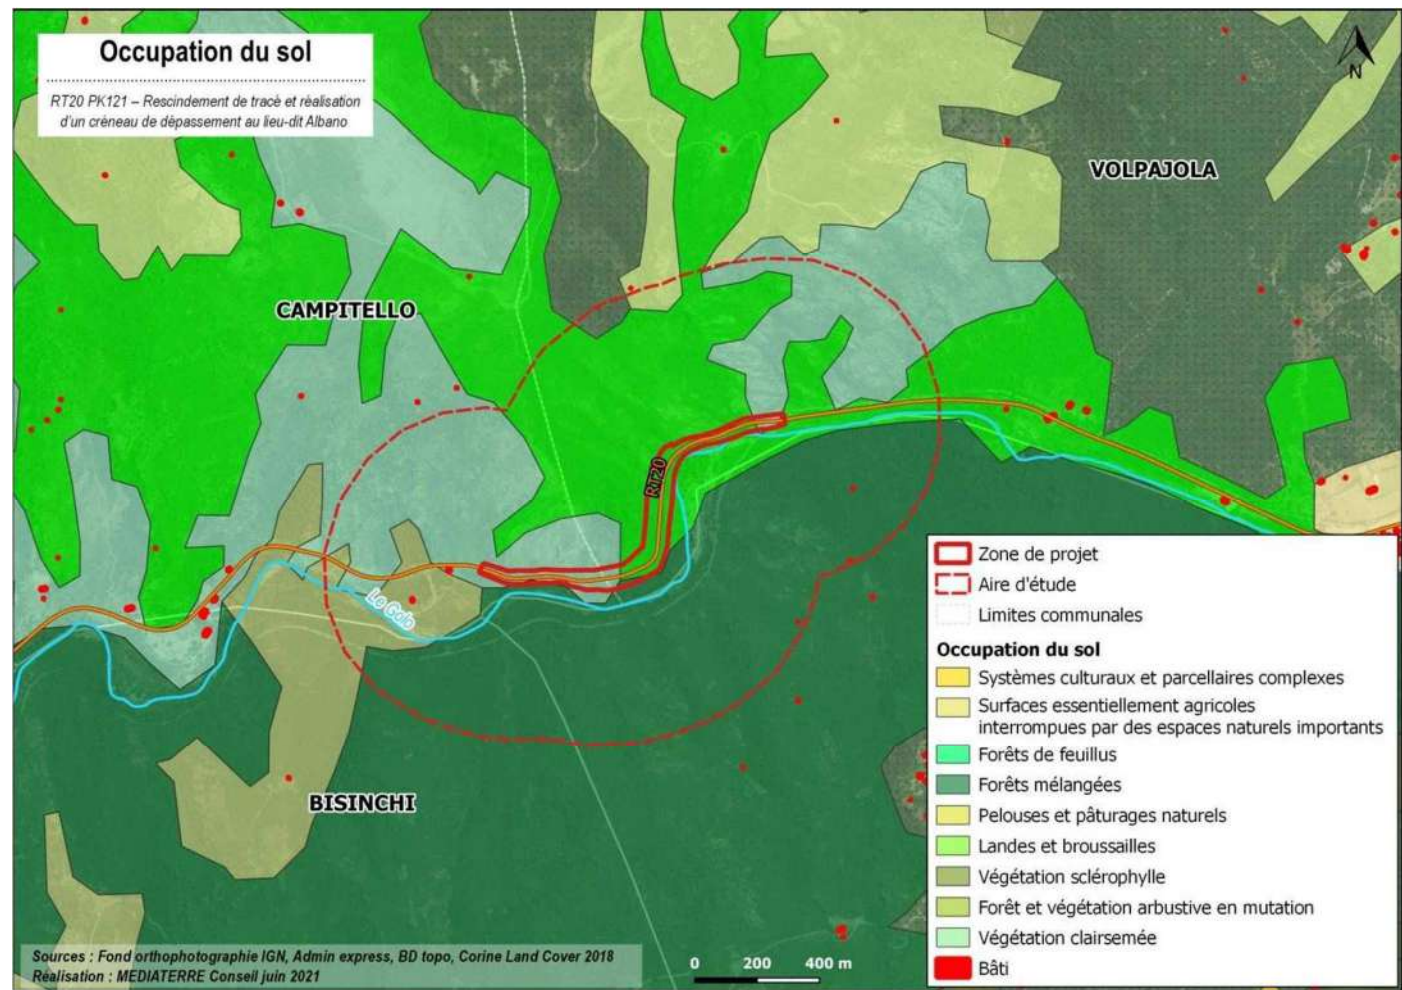 Occupation du sol
RT20 PK121 – Rescindement de tracé et réalisation
d'un créneau de dépassement au lieu-dit Albano
N
VOLPAJOLA
CAMPITELLO
RT20
Le Golo
BISINCHI
Zone de projet
Aire d'étude
Limites communales
Occupation du sol
Systèmes culturaux et parcellaires complexes
Surfaces essentiellement agricoles
interrompues par des espaces naturels importants
Forêts de feuillus
Forêts mélangées
Pelouses et pâturages naturels
Landes et broussailles
Végétation sclérophylle
Forêt et végétation arbustive en mutation
Végétation clairsemée
Bâti
Sources : Fond orthophotographie IGN, Admin express, BD topo, Corine Land Cover 2018
Réalisation : MEDIATERRE Conseil juin 2021
0 200 400 m